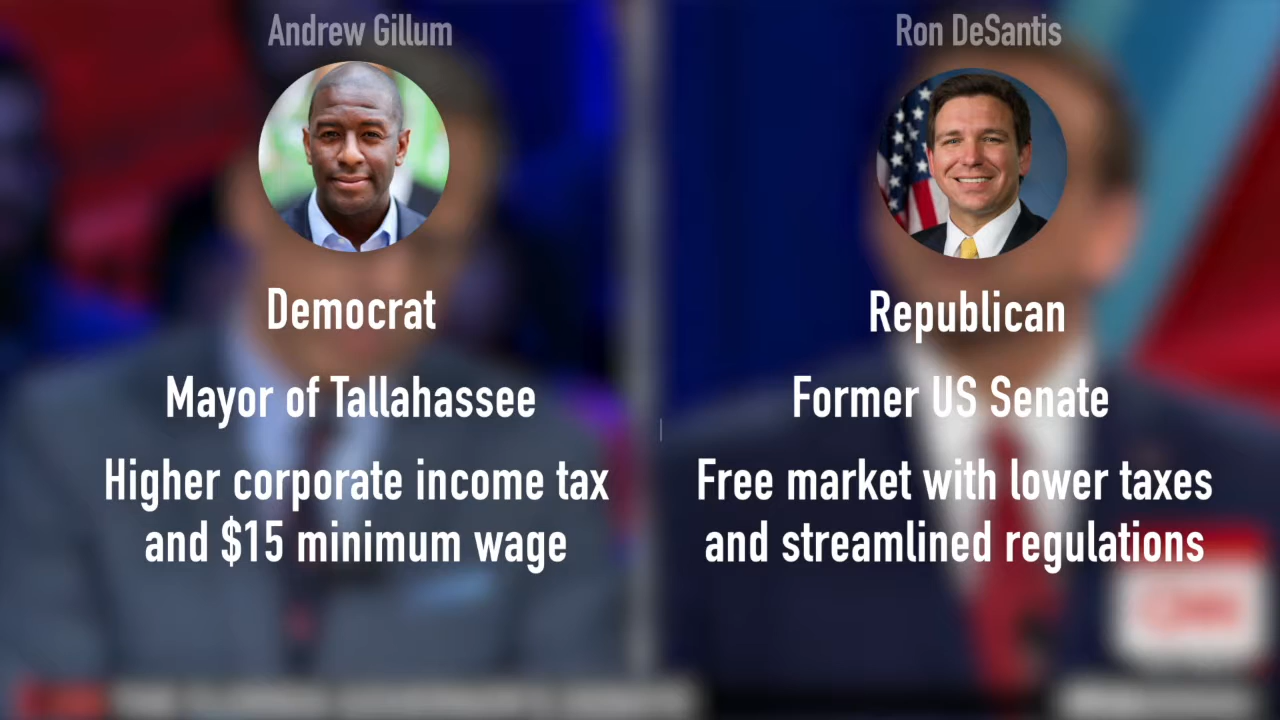 Andrew Gillum
Ron DeSantis
Democrat
Mayor of Tallahassee
Higher corporate income tax
and $15 minimum wage
Republican
Former US Senate
Free market with lower taxes
and streamlined regulations